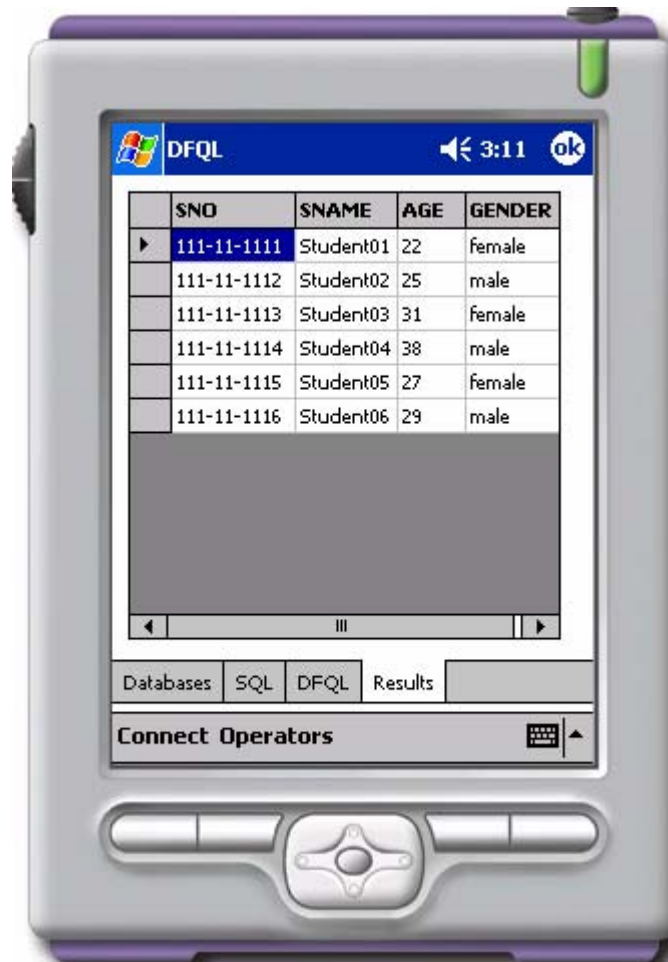 DFQL 3:11 ok
SNO SNAME AGE GENDER
111-11-1111 Student01 22 female
111-11-1112 Student02 25 male
111-11-1113 Student03 31 female
111-11-1114 Student04 38 male
111-11-1115 Student05 27 female
111-11-1116 Student06 29 male
Databases SQL DFQL Results
Connect Operators